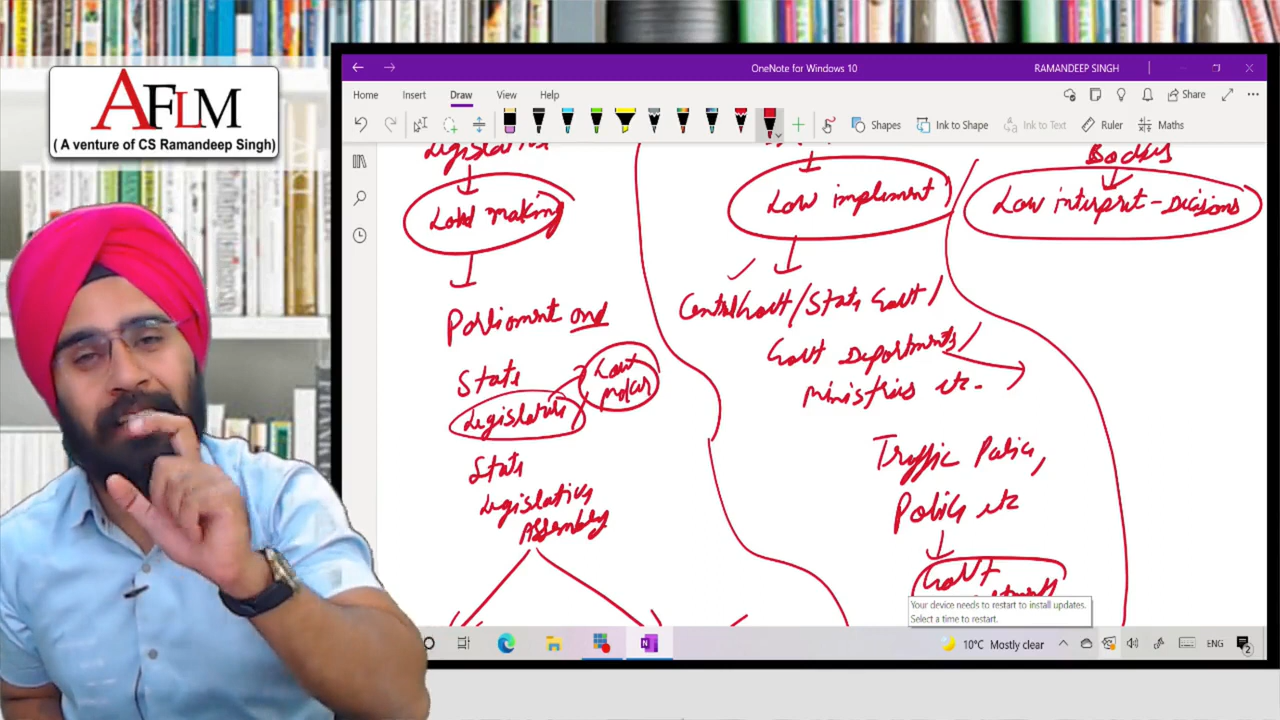 AFLM
( A venture of CS Ramandeep Singh)
OneNote for Windows 10
RAMANDEEP SINGH
Home
Insert
Draw
View
Help
Share
Shapes
Ink to Shape
Ink to Text
Ruler
Maths
Law making
Parliament and
State
Legislature
Law
maker
State
Legislative
Assembly
Law implement
Central Govt/State Govt/
Govt Departments/
ministries etc.
Traffic Police,
Police etc
Govt
Bodies
Law interpret-Decisions
Your device needs to restart to install updates.
Select a time to restart.
10°C Mostly clear
ENG
2